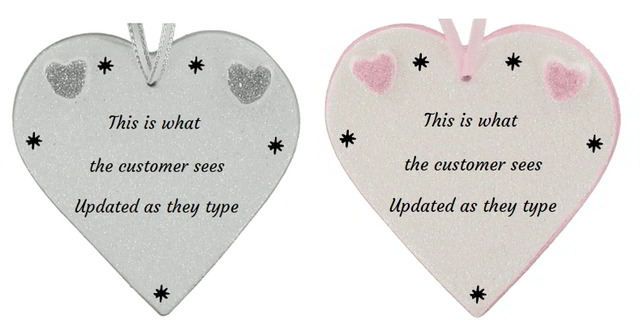 This is what
the customer sees
Updated as they type
This is what
the customer sees
Updated as they type